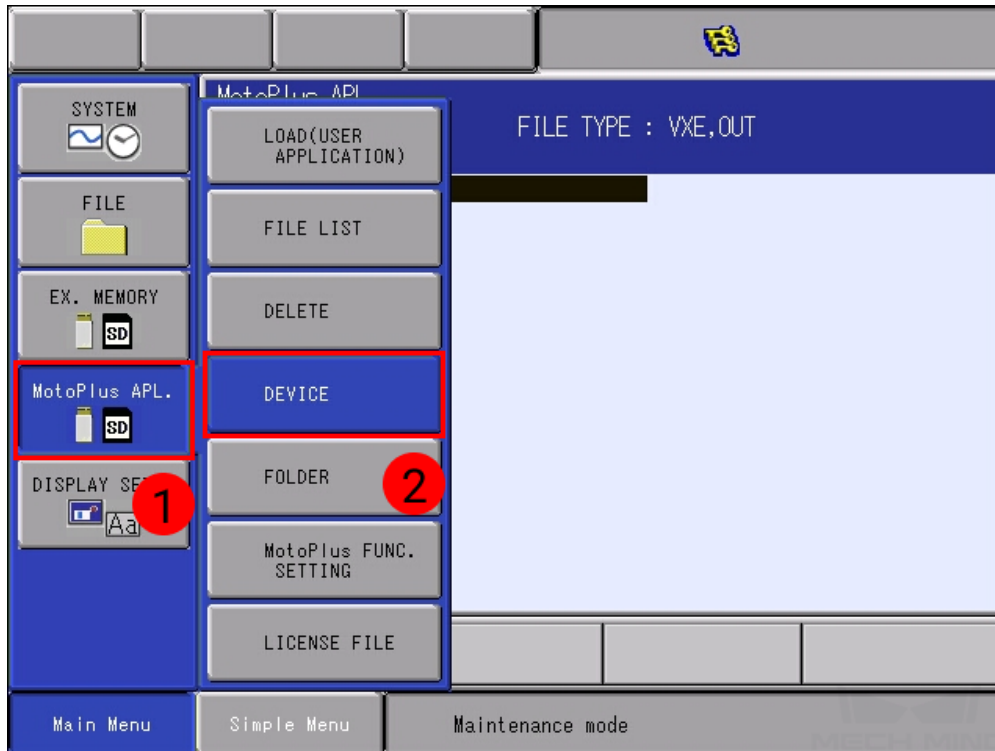 MotoPlus APL.
FILE TYPE : VXE,OUT
SYSTEM
FILE
EX. MEMORY
SD
MotoPlus APL.
SD
DISPLAY SE
Aa
1
LOAD(USER
APPLICATION)
FILE LIST
DELETE
DEVICE
FOLDER
2
MotoPlus FUNC.
SETTING
LICENSE FILE
Main Menu
Simple Menu
Maintenance mode
MECH MIND